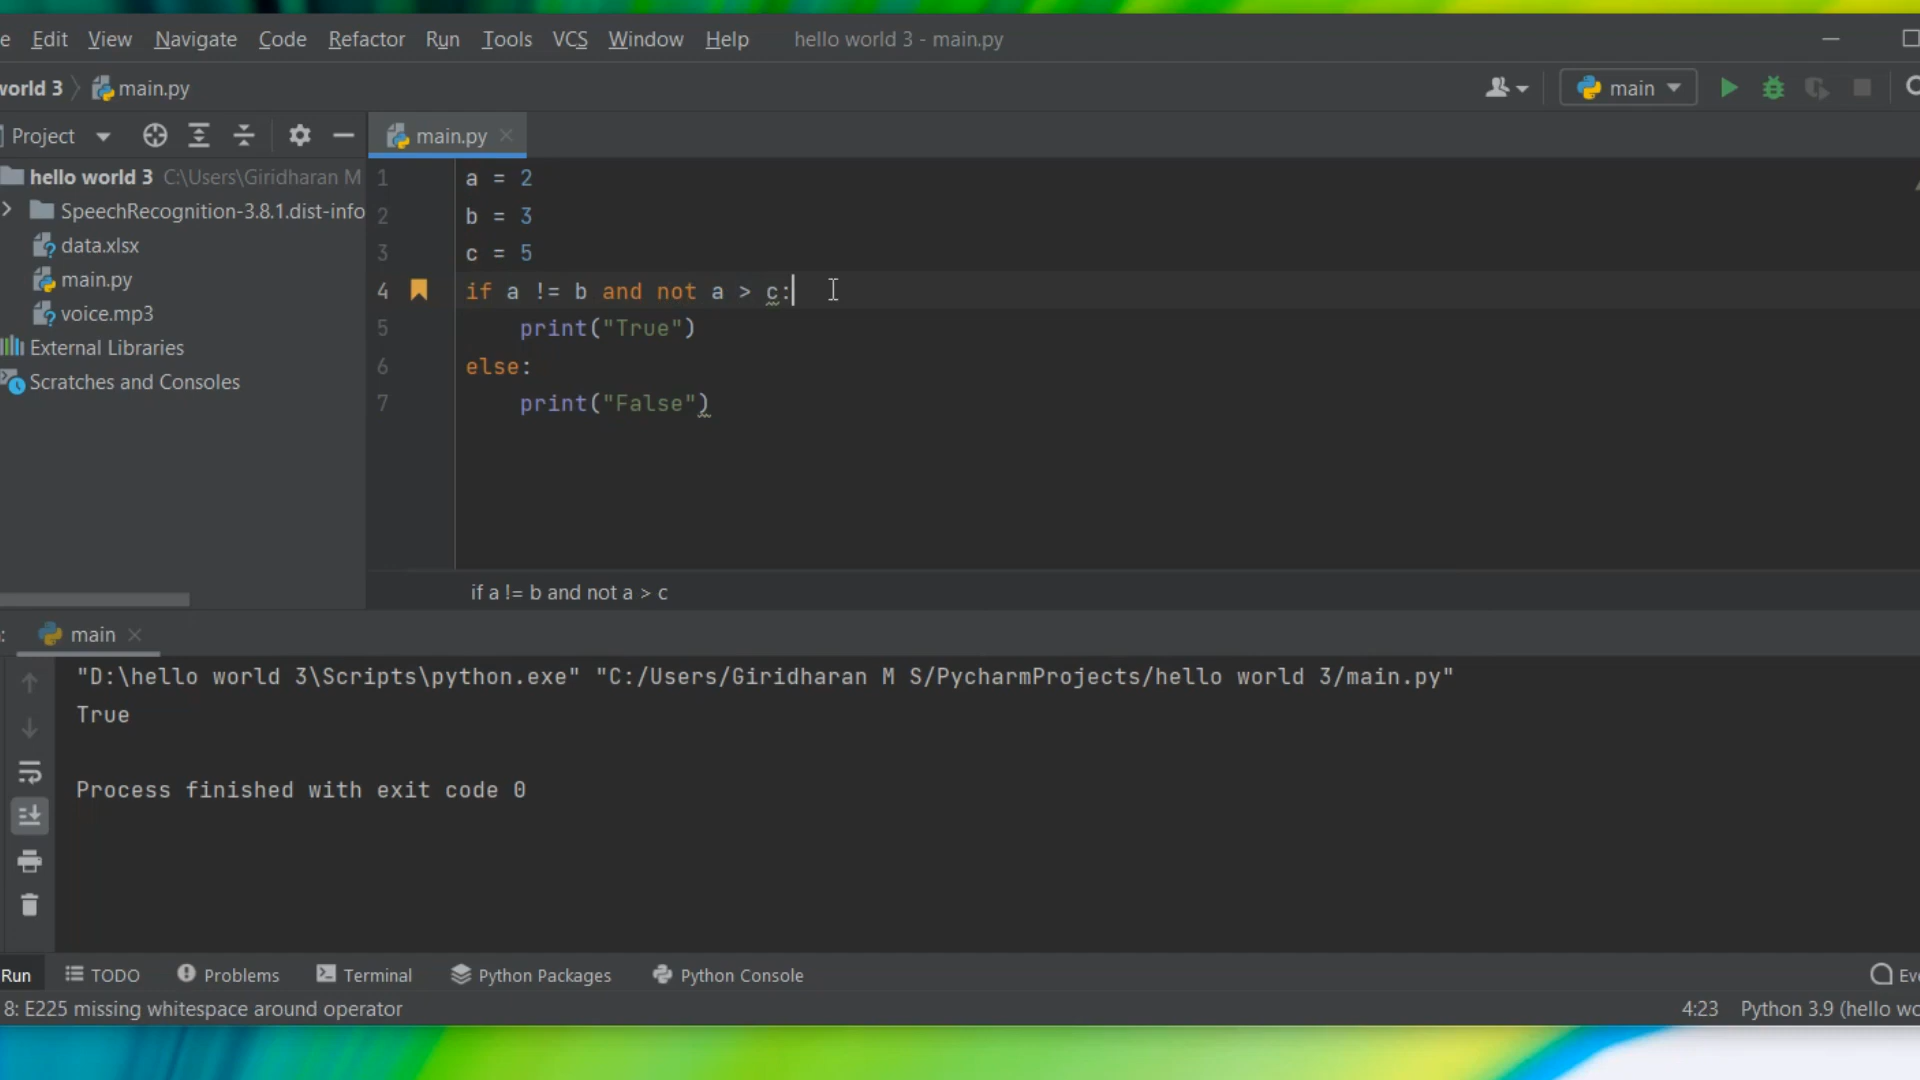 e Edit View Navigate Code Refactor Run Tools VCS Window Help hello world 3 - main.py
world 3 main.py main
Project main.py
hello world 3 C:\Users\Giridharan M
SpeechRecognition-3.8.1.dist-info
data.xlsx
main.py
voice.mp3
External Libraries
Scratches and Consoles
1 a = 2
2 b = 3
3 c = 5
4 if a != b and not a > c:
5 print("True")
6 else:
7 print("False")
if a != b and not a > c
: main
"D:\hello world 3\Scripts\python.exe" "C:/Users/Giridharan M S/PycharmProjects/hello world 3/main.py"
True
Process finished with exit code 0
Run TODO Problems Terminal Python Packages Python Console Eve
8: E225 missing whitespace around operator 4:23 Python 3.9 (hello wo